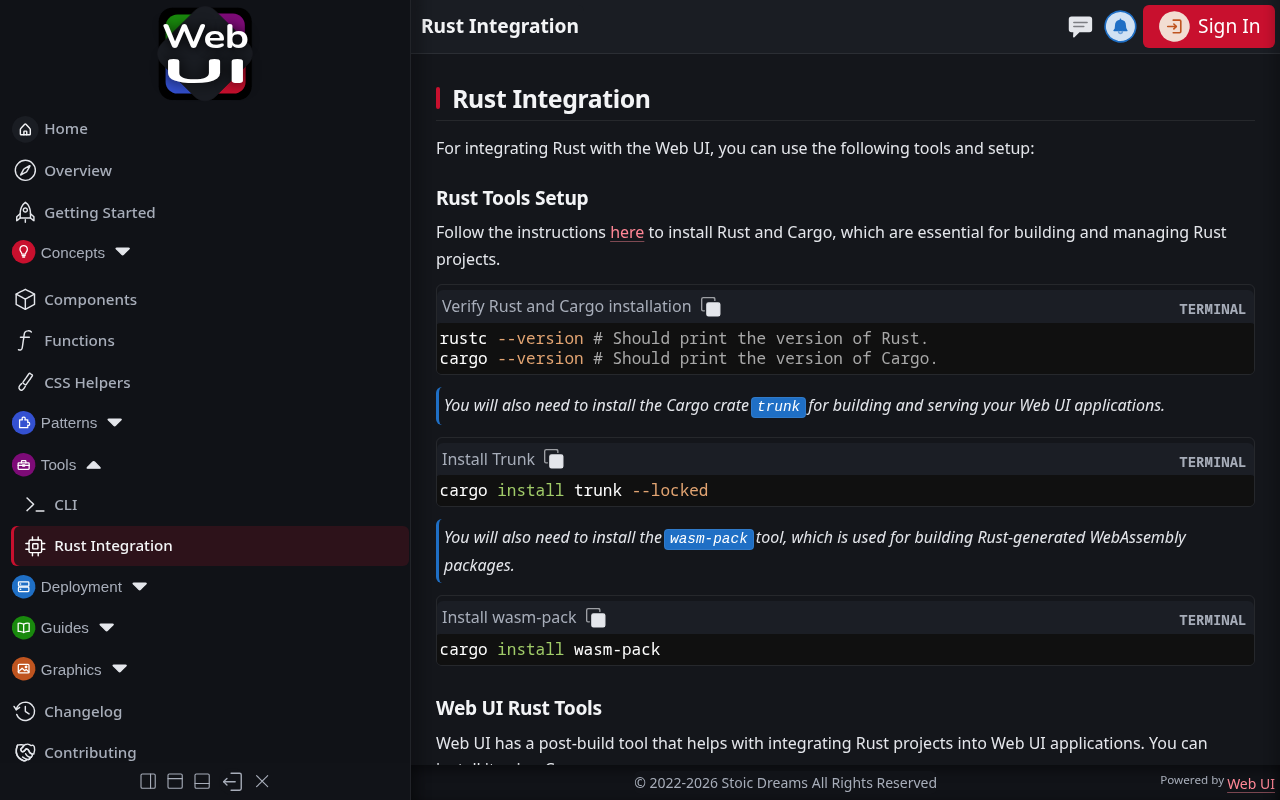 Web
UI
Home
Overview
Getting Started
Concepts
Components
Functions
CSS Helpers
Patterns
Tools
CLI
Rust Integration
Deployment
Guides
Graphics
Changelog
Contributing
Rust Integration
Sign In
Rust Integration
For integrating Rust with the Web UI, you can use the following tools and setup:
Rust Tools Setup
Follow the instructions here to install Rust and Cargo, which are essential for building and managing Rust
projects.
Verify Rust and Cargo installation
TERMINAL
rustc --version # Should print the version of Rust.
cargo --version # Should print the version of Cargo.
You will also need to install the Cargo crate trunk for building and serving your Web UI applications.
Install Trunk
TERMINAL
cargo install trunk --locked
You will also need to install the wasm-pack tool, which is used for building Rust-generated WebAssembly
packages.
Install wasm-pack
TERMINAL
cargo install wasm-pack
Web UI Rust Tools
Web UI has a post-build tool that helps with integrating Rust projects into Web UI applications. You can
© 2022-2026 Stoic Dreams All Rights Reserved
Powered by Web UI